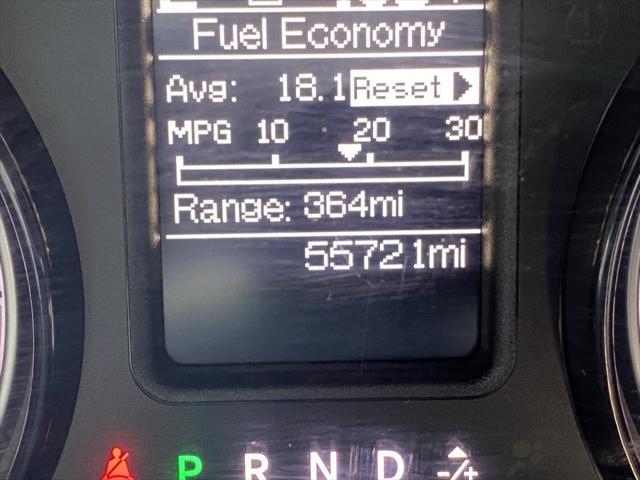 Fuel Economy
Avg: 18.1 Reset
MPG 10 20 30
Range: 364mi
55721mi
P R N D -/+